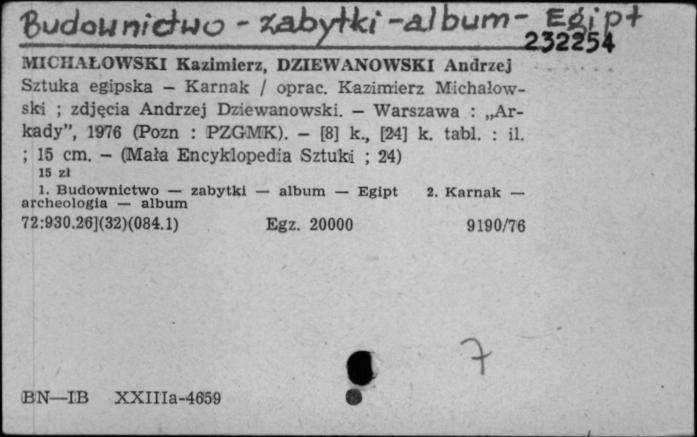 Budownictwo - zabytki - album - Egipt
232254
MICHAŁOWSKI Kazimierz, DZIEWANOWSKI Andrzej
Sztuka egipska — Karnak / oprac. Kazimierz Michałow-
ski ; zdjęcia Andrzej Dziewanowski. — Warszawa : „Ar-
kady”, 1976 (Pozn : PZGMK). — [8] k., [24] k. tabl. : il.
; 15 cm. — (Mała Encyklopedia Sztuki ; 24)
15 zł
1. Budownictwo — zabytki — album — Egipt 2. Karnak —
archeologia — album
72:930.26](32)(084.1) Egz. 20000 9190/76
7
BN—IB XXIIIa-4659